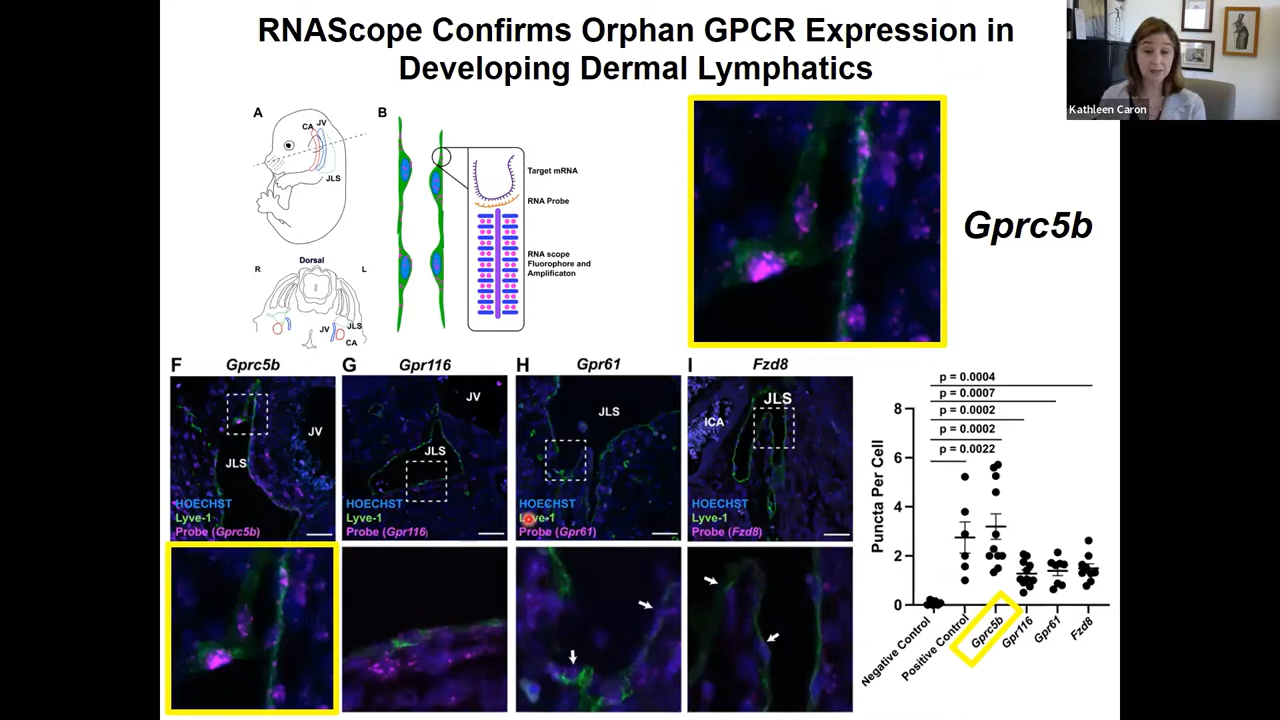 RNAScope Confirms Orphan GPCR Expression in
Developing Dermal Lymphatics
Kathleen Caron
A
CA
JV
JLS
B
Target mRNA
RNA Probe
RNA scope
Fluorophore and
Amplificaton
Dorsal
R
L
JV
JLS
CA
Gprc5b
F
Gprc5b
JV
JLS
HOECHST
Lyve-1
Probe (Gprc5b)
G
Gpr116
JV
JLS
HOECHST
Lyve-1
Probe (Gpr116)
H
Gpr61
JLS
HOECHST
Lyve-1
Probe (Gpr61)
I
Fzd8
JLS
ICA
HOECHST
Lyve-1
Probe (Fzd8)
p = 0.0004
p = 0.0007
p = 0.0002
p = 0.0002
p = 0.0022
Puncta Per Cell
8
6
4
2
0
Negative Control
Positive Control
Gprc5b
Gpr116
Gpr61
Fzd8